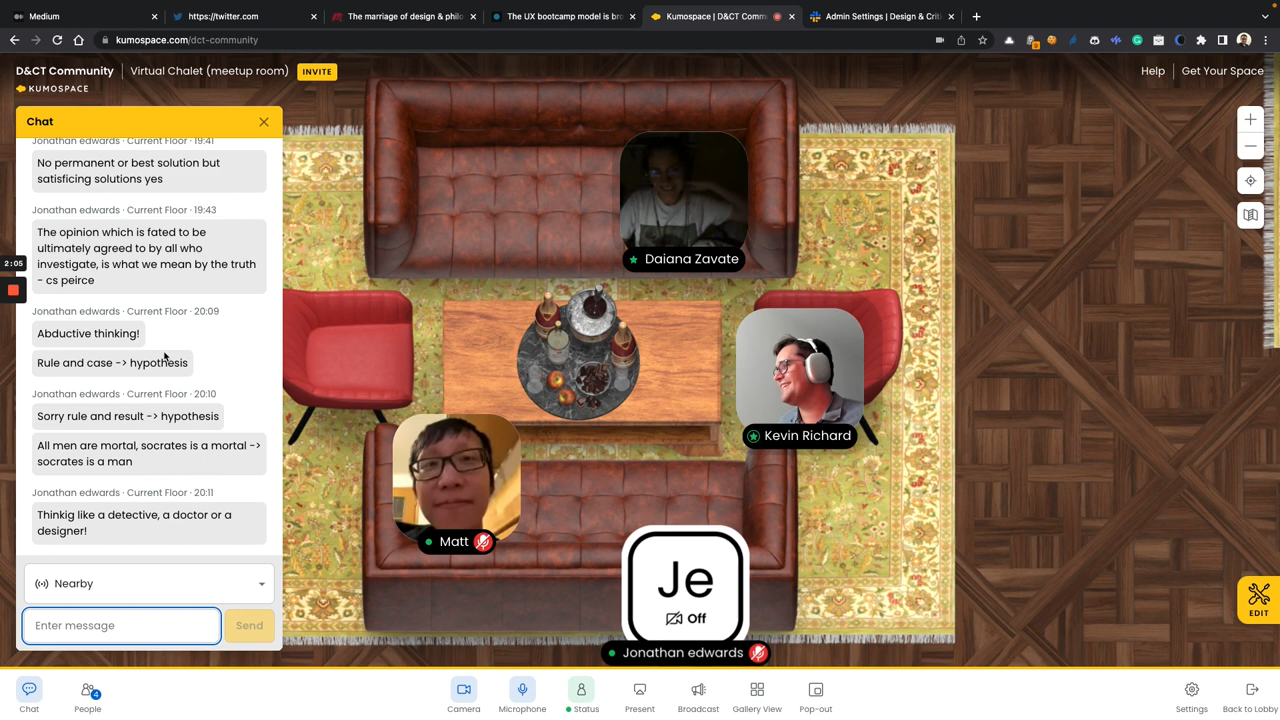 Medium
https://twitter.com
The marriage of design & philo
The UX bootcamp model is bro
Kumospace | D&CT Comm
Admin Settings | Design & Criti
kumospace.com/dct-community
D&CT Community
Virtual Chalet (meetup room)
INVITE
KUMOSPACE
Help
Get Your Space
Chat
Jonathan edwards · Current Floor · 19:41
No permanent or best solution but
satisficing solutions yes
Jonathan edwards · Current Floor · 19:43
The opinion which is fated to be
ultimately agreed to by all who
investigate, is what we mean by the truth
- cs peirce
2:05
Jonathan edwards · Current Floor · 20:09
Abductive thinking!
Rule and case -> hypothesis
Jonathan edwards · Current Floor · 20:10
Sorry rule and result -> hypothesis
All men are moral, socrates is a mortal ->
socrates is a man
Jonathan edwards · Current Floor · 20:11
Thinkig like a detective, a doctor or a
designer!
Nearby
Enter message
Send
Daiana Zavate
Kevin Richard
Matt
Je
Off
Jonathan edwards
EDIT
Chat
4
People
Camera
Microphone
Status
Present
Broadcast
Gallery View
Pop-out
Settings
Back to Lobby